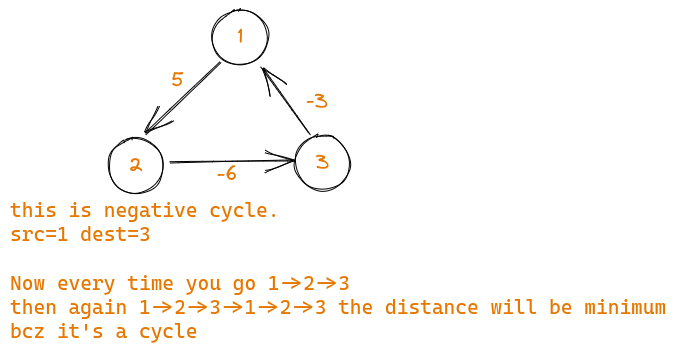 1
5
-3
2
-6
3
this is negative cycle.
src=1 dest=3
Now every time you go 1→2→3
then again 1→2→3→1→2→3 the distance will be minimum
bcz it's a cycle